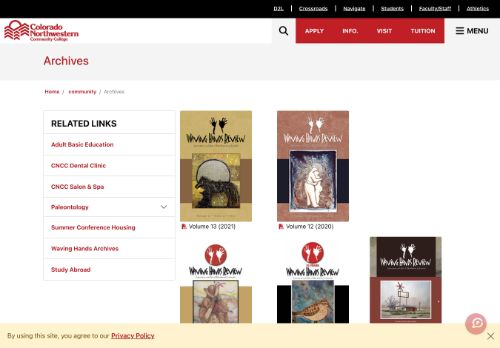 D2L
Crossroads
Navigate
Students
Faculty/Staff
Athletics
Colorado
Northwestern
Community College
APPLY
INFO.
VISIT
TUITION
MENU
Archives
Home / community / Archives
RELATED LINKS
Adult Basic Education
CNCC Dental Clinic
CNCC Salon & Spa
Paleontology
Summer Conference Housing
Waving Hands Archives
Study Abroad
WAVING HANDS REVIEW
WAVING HANDS REVIEW
Volume 13 (2021)
Volume 12 (2020)
WAVING HANDS REVIEW
WAVING HANDS REVIEW
WAVING HANDS REVIEW
By using this site, you agree to our Privacy Policy